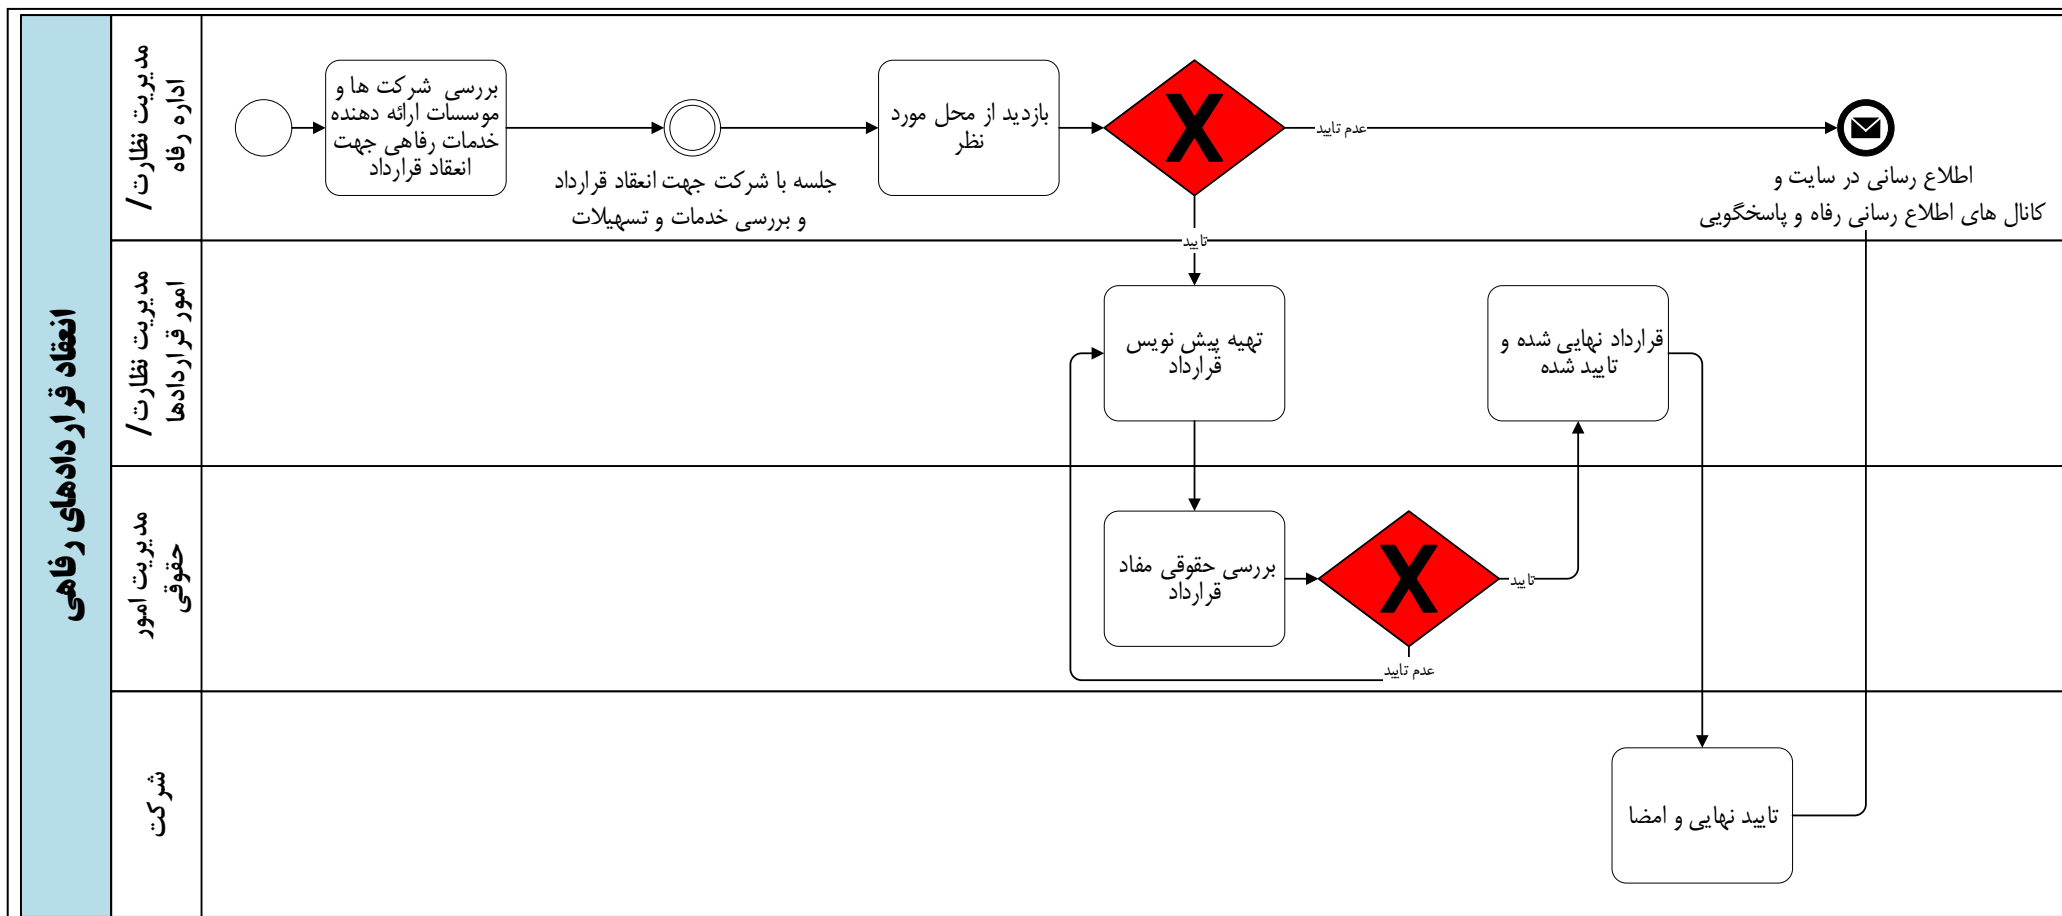 انعقاد قراردادهای رفاهی
مدیریت نظارت/
اداره رفاه
بررسی شرکت ها و
موسسات ارائه دهنده
خدمات رفاهی جهت
انعقاد قرارداد
جلسه با شرکت جهت انعقاد قرارداد
و بررسی خدمات و تسهیلات
بازدید از محل مورد
نظر
X
عدم تایید
تایید
اطلاع رسانی در سایت و
کانال های اطلاع رسانی رفاه و پاسخگویی
مدیریت نظارت/
امور قراردادها
تهیه پیش نویس
قرارداد
قرارداد نهایی شده و
تایید شده
مدیریت امور
حقوقی
بررسی حقوقی مفاد
قرارداد
X
تایید
عدم تایید
شرکت
تایید نهایی و امضا